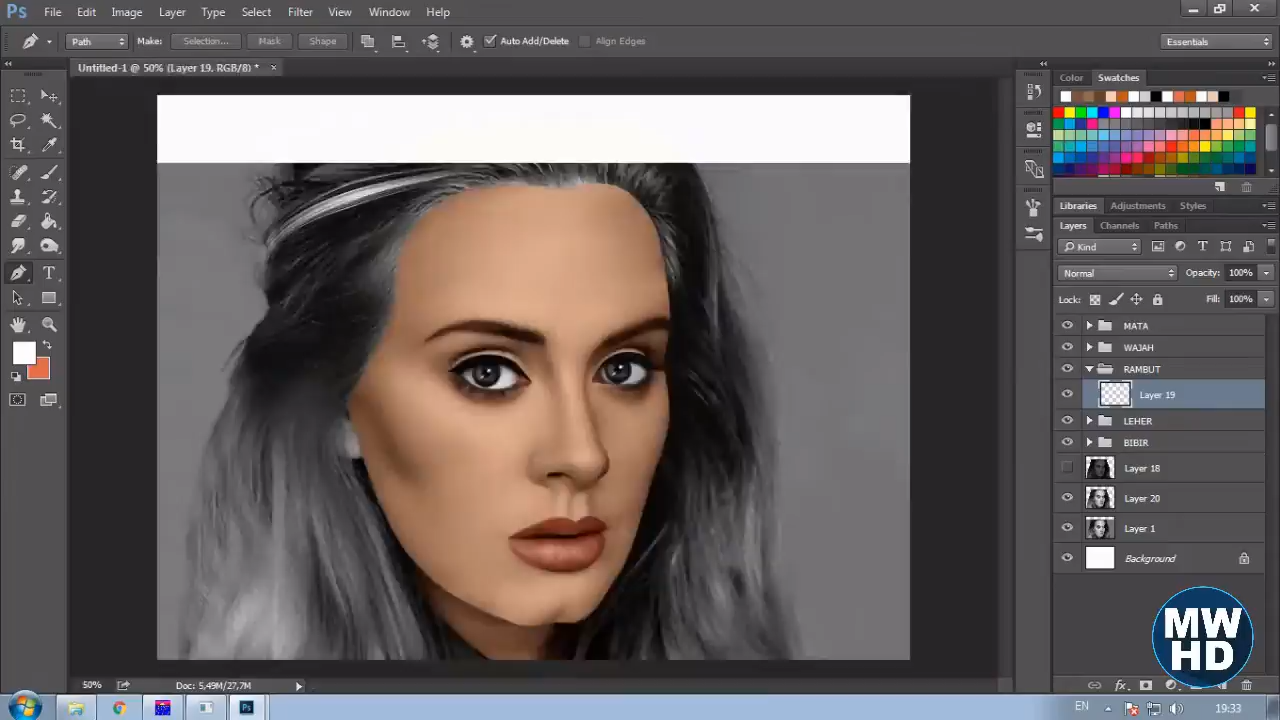 Ps File Edit Image Layer Type Select Filter View Window Help
Path Make: Selection... Mask Shape Auto Add/Delete Align Edges Essentials
Untitled-1 @ 50% (Layer 19, RGB/8) * ×
Color Swatches
Libraries Adjustments Styles
Layers Channels Paths
Kind
Normal Opacity: 100%
Lock: Fill: 100%
MATA
WAJAH
RAMBUT
Layer 19
LEHER
BIBIR
Layer 18
Layer 20
Layer 1
Background
MW
HD
50% Doc: 5,49M/27,7M
Ps EN 19:33